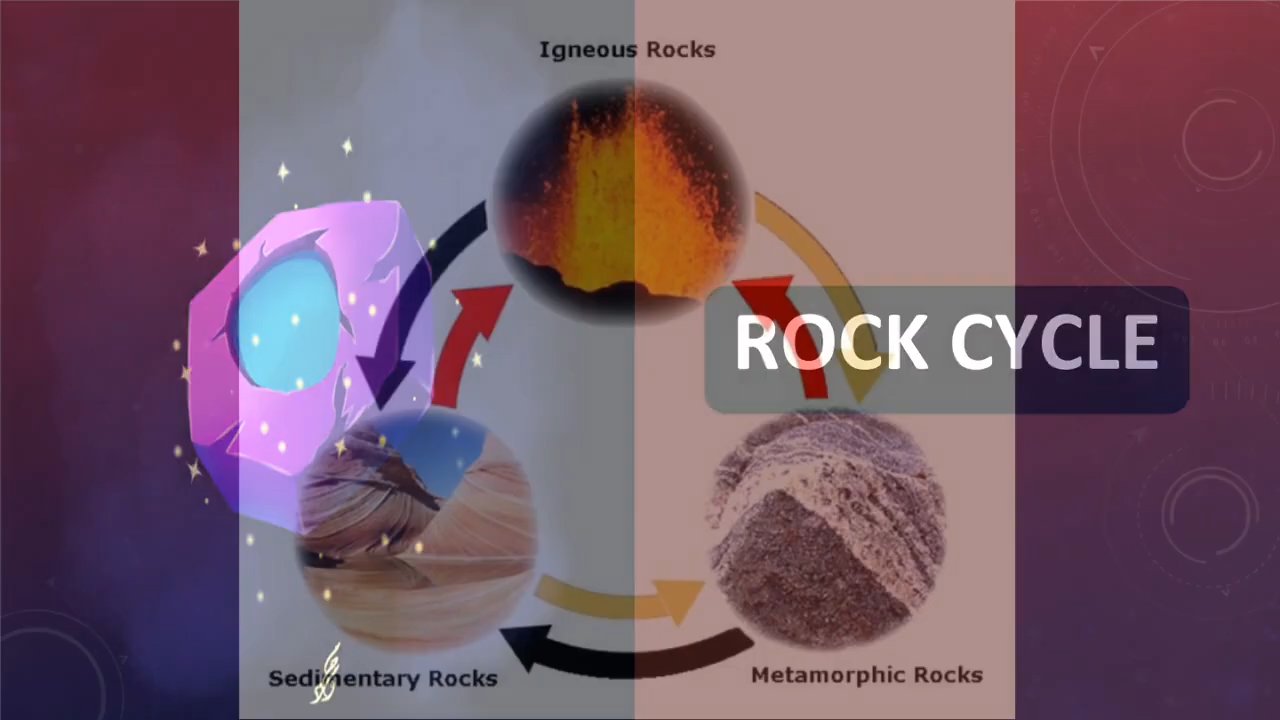 Igneous Rocks
ROCK CYCLE
Sedimentary Rocks
Metamorphic Rocks